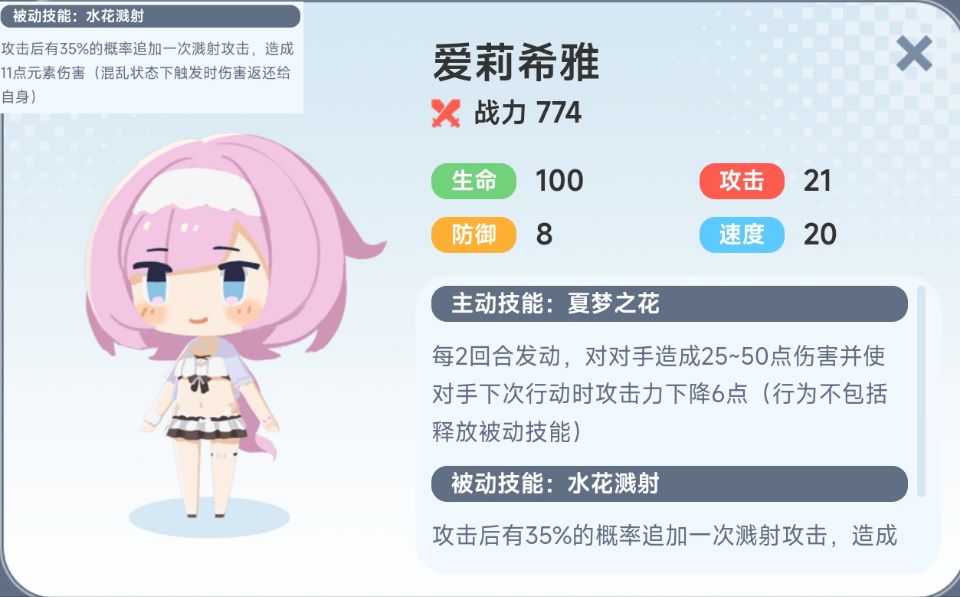 被动技能：水花溅射
攻击后有35%的概率追加一次溅射攻击，造成
11点元素伤害（混乱状态下触发时伤害返还给
自身）
爱莉希雅
战力 774
生命 100
攻击 21
防御 8
速度 20
主动技能：夏梦之花
每2回合发动，对对手造成25~50点伤害并使
对手下次行动时攻击力下降6点（行为不包括
释放被动技能）
被动技能：水花溅射
攻击后有35%的概率追加一次溅射攻击，造成